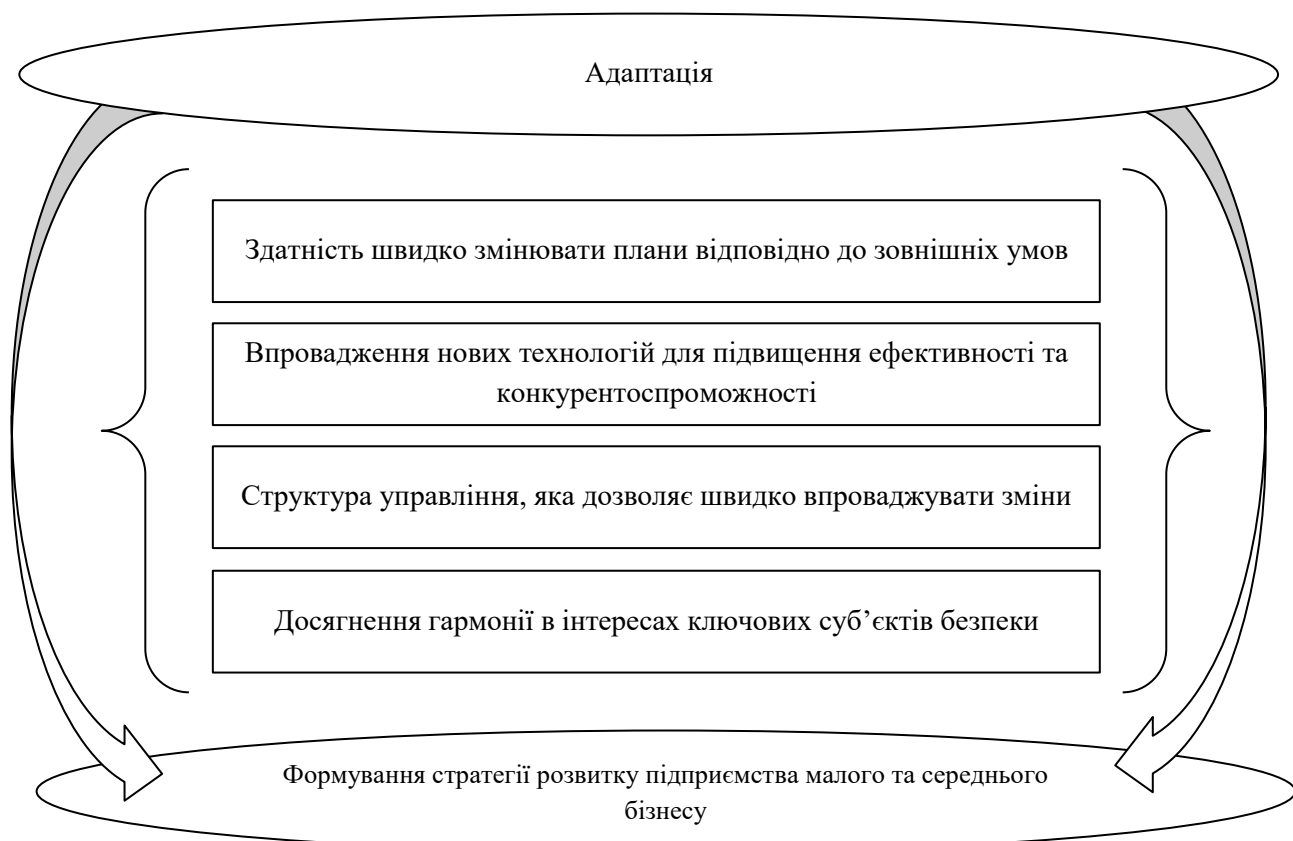 Адаптація
Здатність швидко змінювати плани відповідно до зовнішніх умов
Впровадження нових технологій для підвищення ефективності та
конкурентоспроможності
Структура управління, яка дозволяє швидко впроваджувати зміни
Досягнення гармонії в інтересах ключових суб’єктів безпеки
Формування стратегії розвитку підприємства малого та середнього
бізнесу